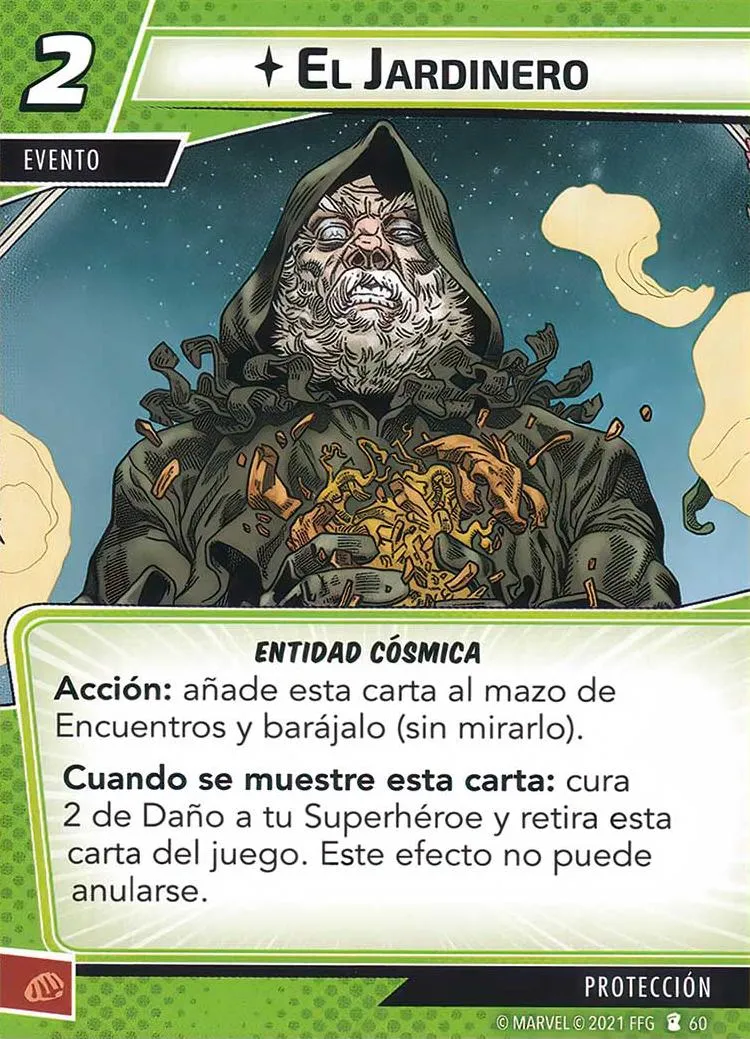 2
EL JARDINERO
EVENTO
ENTIDAD CÓSMICA
Acción: añade esta carta al mazo de
Encuentros y barájalo (sin mirarlo).
Cuando se muestre esta carta: cura
2 de Daño a tu Superhéroe y retira esta
carta del juego. Este efecto no puede
anularse.
PROTECCIÓN
© MARVEL © 2021 FFG 60